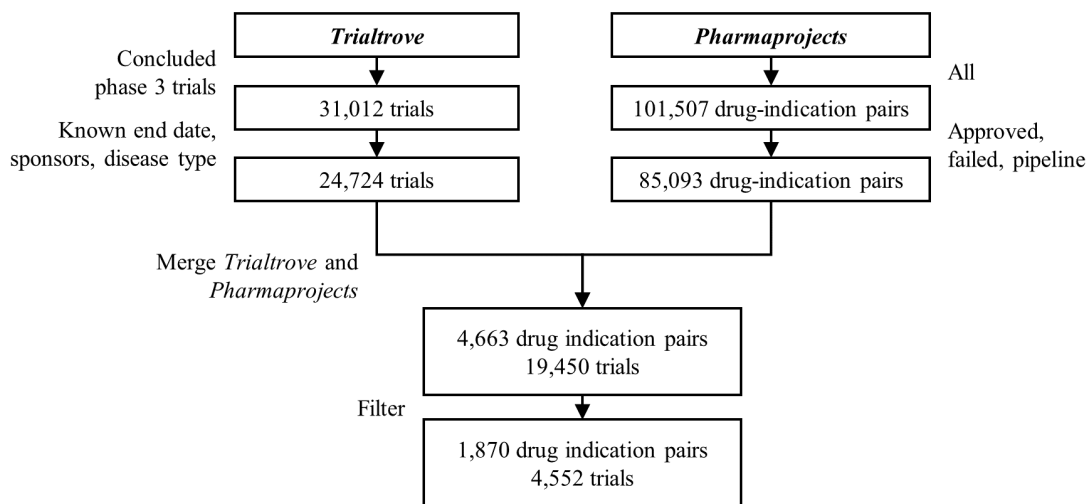 Trialtrove
Pharmaprojects
Concluded
phase 3 trials
All
31,012 trials
101,507 drug-indication pairs
Known end date,
sponsors, disease type
Approved,
failed, pipeline
24,724 trials
85,093 drug-indication pairs
Merge Trialtrove and
Pharmaprojects
4,663 drug indication pairs
19,450 trials
Filter
1,870 drug indication pairs
4,552 trials